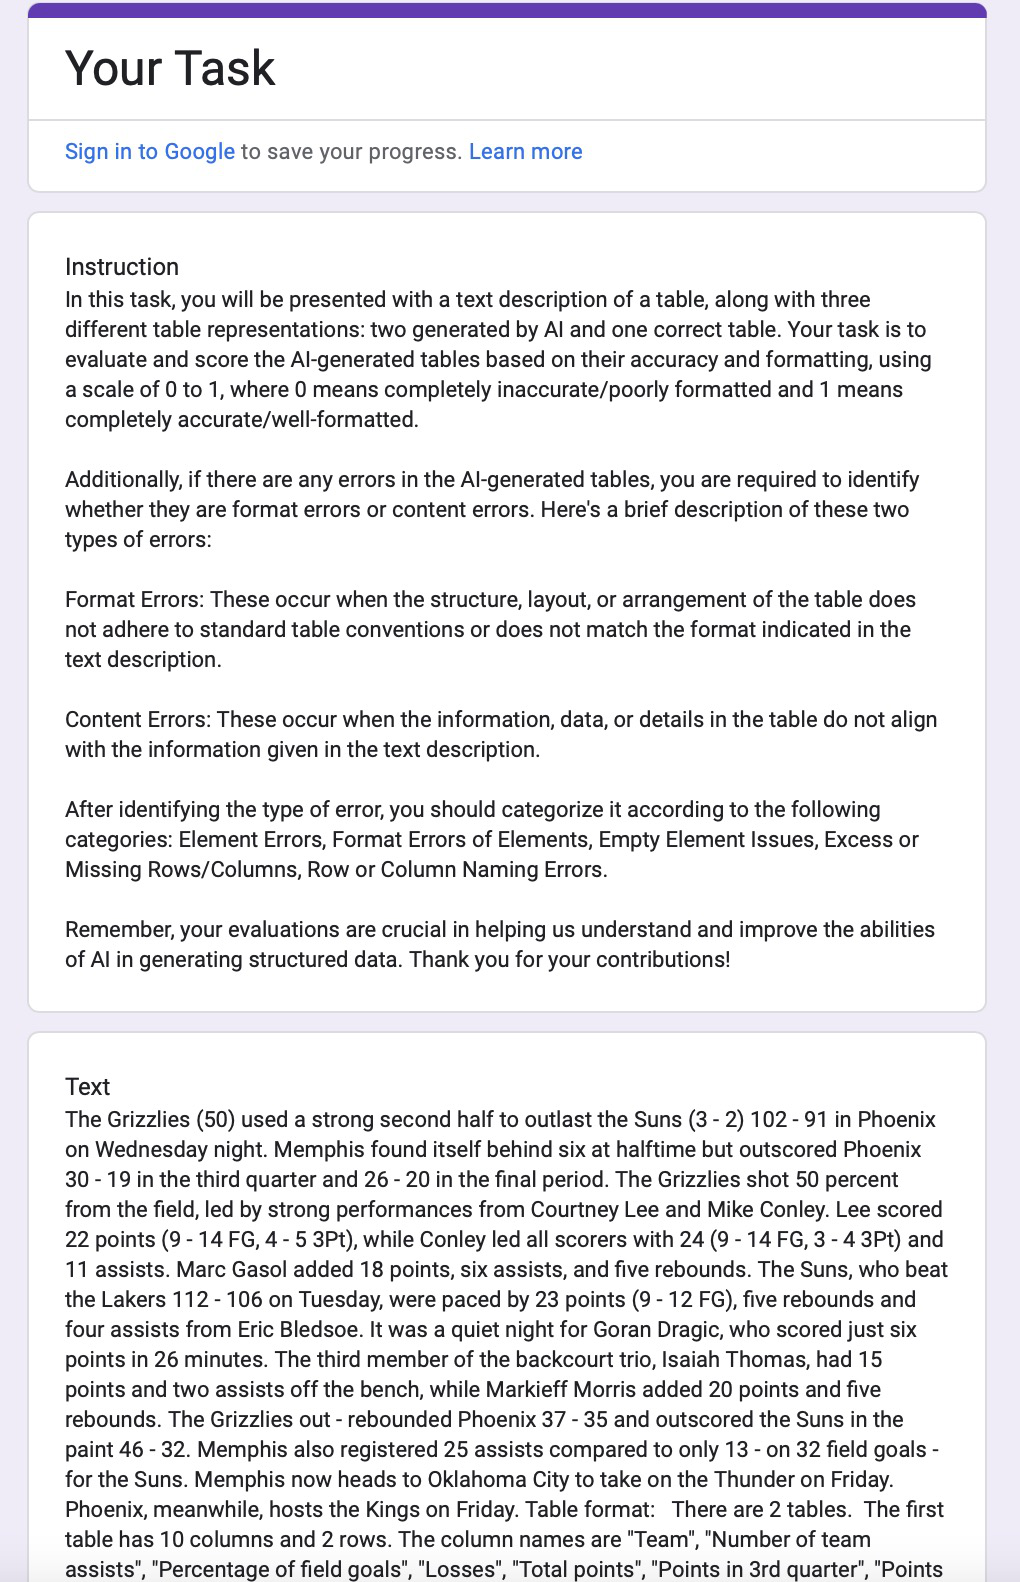 Your Task
Sign in to Google to save your progress. Learn more
Instruction
In this task, you will be presented with a text description of a table, along with three
different table representations: two generated by AI and one correct table. Your task is to
evaluate and score the AI-generated tables based on their accuracy and formatting, using
a scale of 0 to 1, where 0 means completely inaccurate/poorly formatted and 1 means
completely accurate/well-formatted.
Additionally, if there are any errors in the AI-generated tables, you are required to identify
whether they are format errors or content errors. Here's a brief description of these two
types of errors:
Format Errors: These occur when the structure, layout, or arrangement of the table does
not adhere to standard table conventions or does not match the format indicated in the
text description.
Content Errors: These occur when the information, data, or details in the table do not align
with the information given in the text description.
After identifying the type of error, you should categorize it according to the following
categories: Element Errors, Format Errors of Elements, Empty Element Issues, Excess or
Missing Rows/Columns, Row or Column Naming Errors.
Remember, your evaluations are crucial in helping us understand and improve the abilities
of AI in generating structured data. Thank you for your contributions!
Text
The Grizzlies (50) used a strong second half to outlast the Suns (3 - 2) 102 - 91 in Phoenix
on Wednesday night. Memphis found itself behind six at halftime but outscored Phoenix
30 - 19 in the third quarter and 26 - 20 in the final period. The Grizzlies shot 50 percent
from the field, led by strong performances from Courtney Lee and Mike Conley. Lee scored
22 points (9 - 14 FG, 4 - 5 3Pt), while Conley led all scorers with 24 (9 - 14 FG, 3 - 4 3Pt) and
11 assists. Marc Gasol added 18 points, six assists, and five rebounds. The Suns, who beat
the Lakers 112 - 106 on Tuesday, were paced by 23 points (9 - 12 FG), five rebounds and
four assists from Eric Bledsoe. It was a quiet night for Goran Dragic, who scored just six
points in 26 minutes. The third member of the backcourt trio, Isaiah Thomas, had 15
points and two assists off the bench, while Markieff Morris added 20 points and five
rebounds. The Grizzlies out - rebounded Phoenix 37 - 35 and outscored the Suns in the
paint 46 - 32. Memphis also registered 25 assists compared to only 13 - on 32 field goals -
for the Suns. Memphis now heads to Oklahoma City to take on the Thunder on Friday.
Phoenix, meanwhile, hosts the Kings on Friday. Table format:   There are 2 tables.  The first
table has 10 columns and 2 rows. The column names are "Team", "Number of team
assists", "Percentage of field goals", "Losses", "Total points", "Points in 3rd quarter", "Points